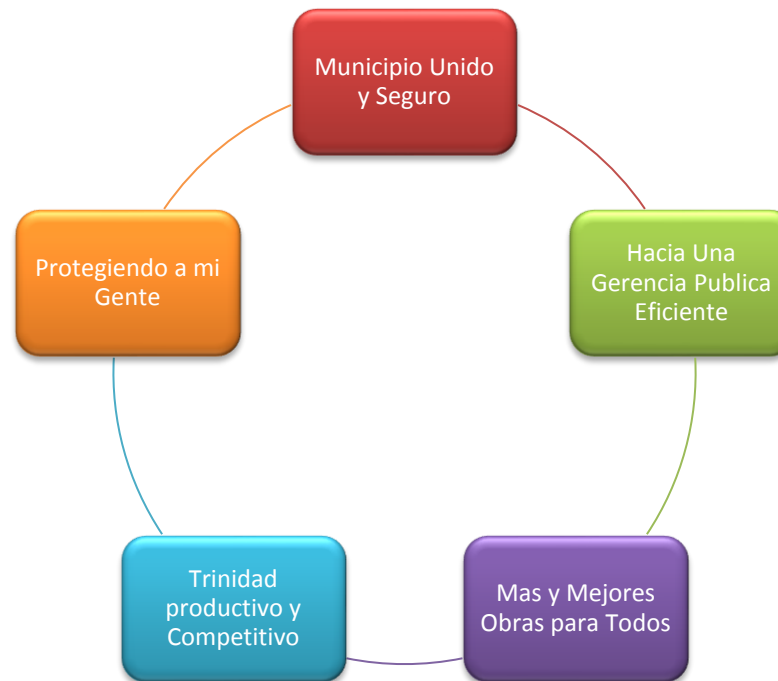 Municipio Unido
y Seguro
Hacia Una
Gerencia Publica
Eficiente
Mas y Mejores
Obras para Todos
Trinidad
productivo y
Competitivo
Protegiendo a mi
Gente